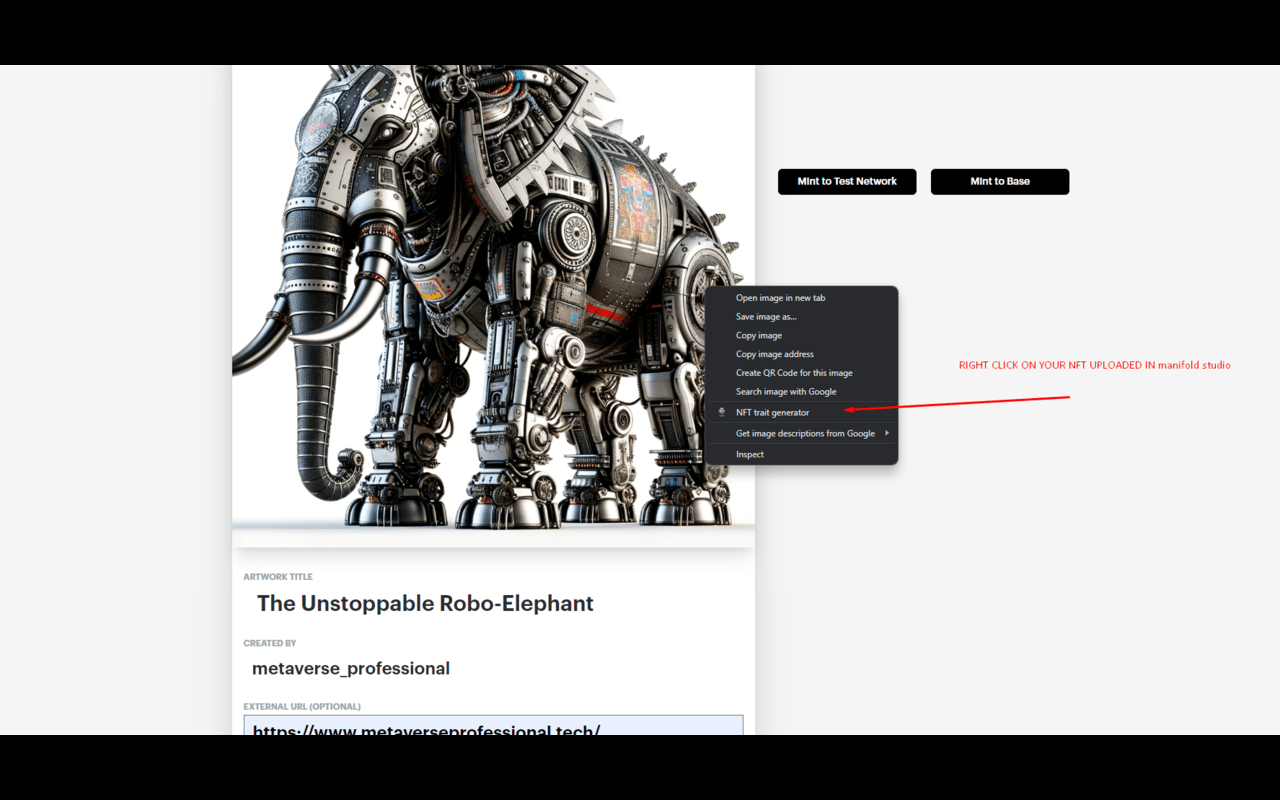 Mint to Test Network
Mint to Base
Open image in new tab
Save image as...
Copy image
Copy image address
Create QR Code for this image
Search image with Google
NFT trait generator
Get image descriptions from Google
Inspect
RIGHT CLICK ON YOUR NFT UPLOADED IN manifold studio
ARTWORK TITLE
The Unstoppable Robo-Elephant
CREATED BY
metaverse_professional
EXTERNAL URL (OPTIONAL)
https://www.metaverseprofessional.tech/